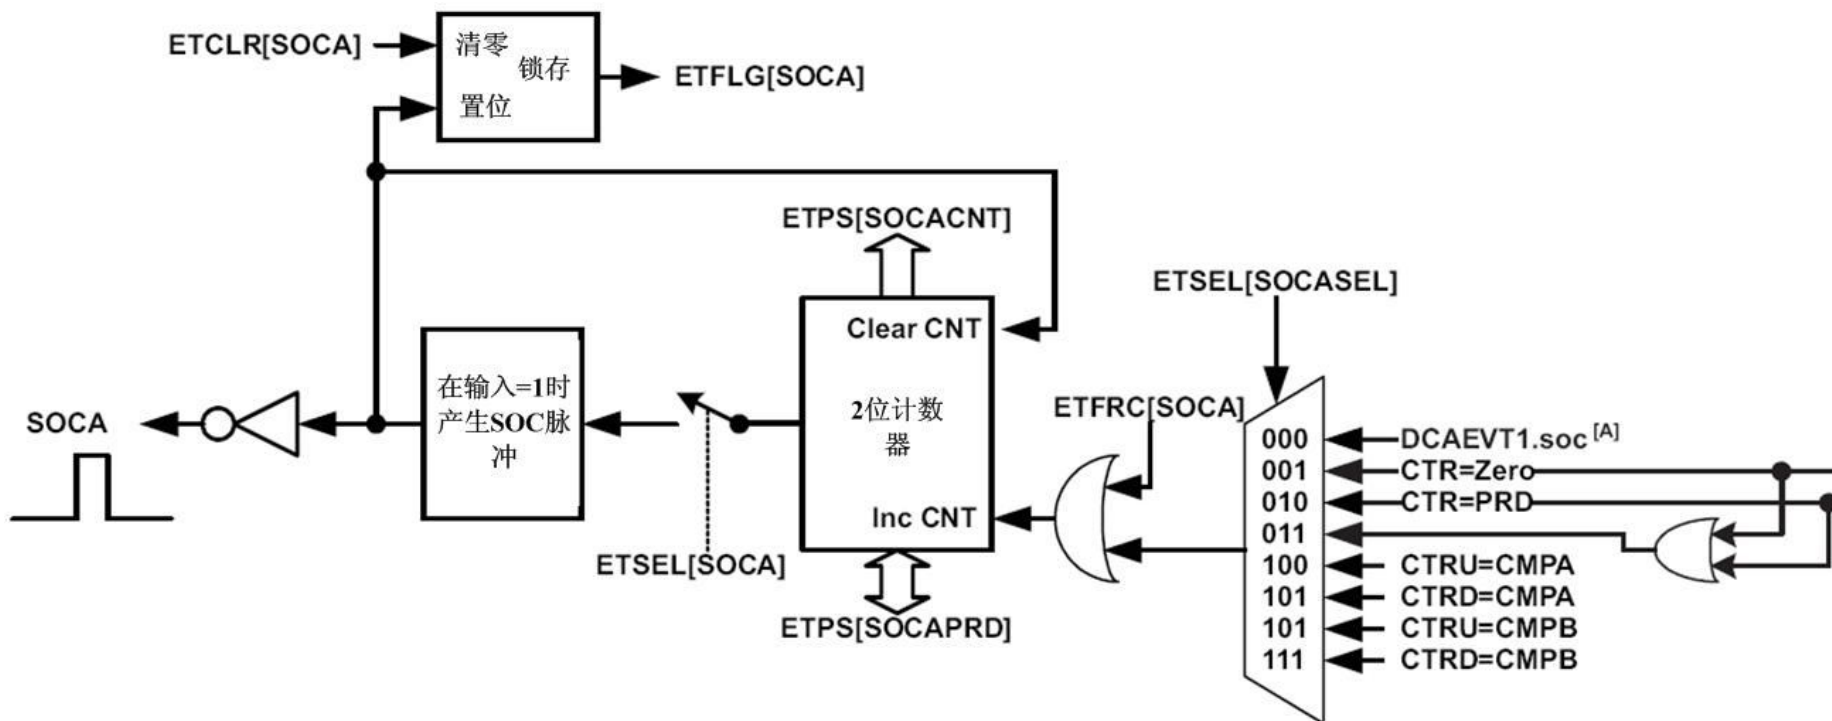 ETCLR[SOCA]
清零
锁存
置位
ETFLG[SOCA]
ETPS[SOCACNT]
ETSEL[SOCASEL]
Clear CNT
2位计数
器
Inc CNT
在输入=1时
产生SOC脉
冲
SOCA
ETSEL[SOCA]
ETPS[SOCAPRD]
ETFRC[SOCA]
000 DCAEVT1.soc [A]
001 CTR=Zero
010 CTR=PRD
011
100 CTRU=CMPA
101 CTRD=CMPA
101 CTRU=CMPB
111 CTRD=CMPB